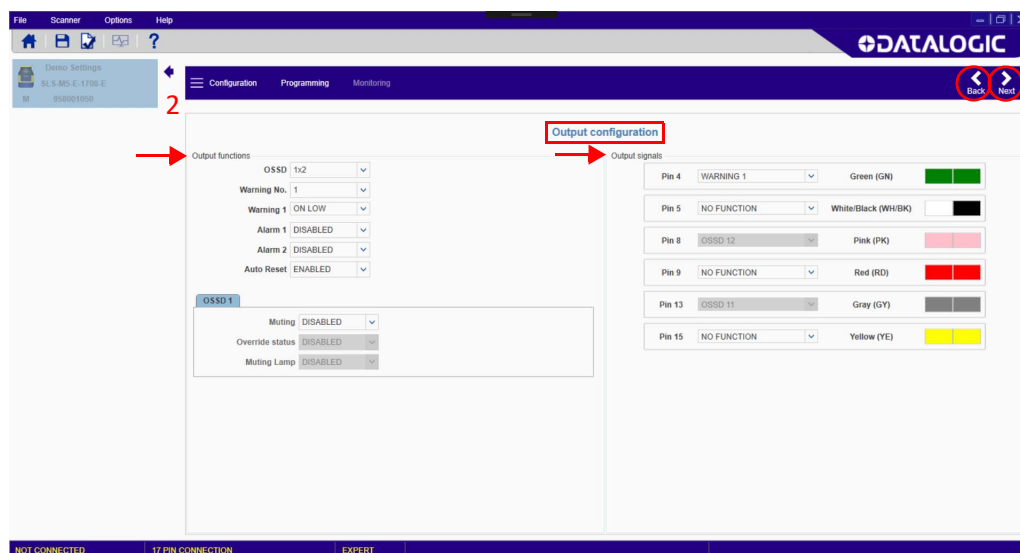 File Scanner Options Help
?
DATALOGIC
Demo Settings
SLS-M5-E-1708-E
M 958001050
Configuration Programming Monitoring
Back Next
2
Output configuration
Output functions
OSSD 1x2
Warning No. 1
Warning 1 ON LOW
Alarm 1 DISABLED
Alarm 2 DISABLED
Auto Reset ENABLED
OSSD 1
Muting DISABLED
Override status DISABLED
Muting Lamp DISABLED
Output signals
Pin 4 WARNING 1 Green (GN)
Pin 5 NO FUNCTION White/Black (WH/BK)
Pin 8 OSSD 12 Pink (PK)
Pin 9 NO FUNCTION Red (RD)
Pin 13 OSSD 11 Gray (GY)
Pin 15 NO FUNCTION Yellow (YE)
NOT CONNECTED 17 PIN CONNECTION EXPERT